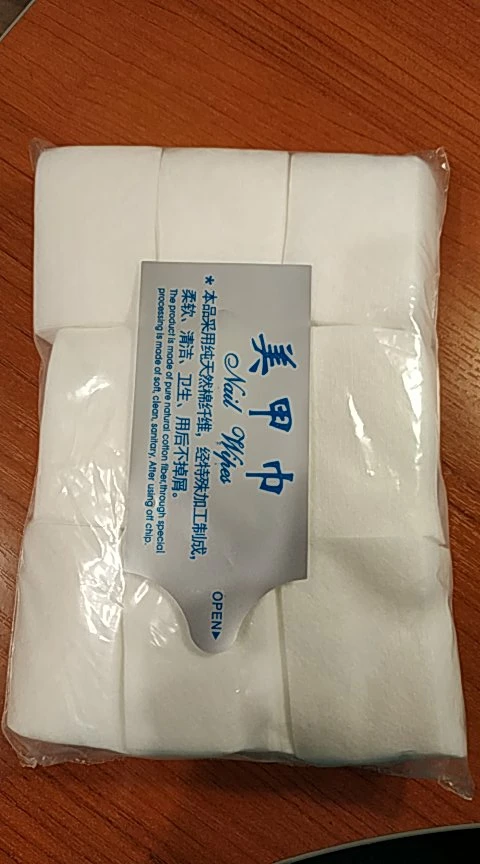 美甲巾
Nail Wipes
* 本品采用纯天然棉纤维，经特殊加工制成，
柔软、清洁、卫生、用后不掉屑。
The product is made of pure natural cotton fiber,through special
processing is made of soft, clean, sanitary. After using off chip.
OPEN▶